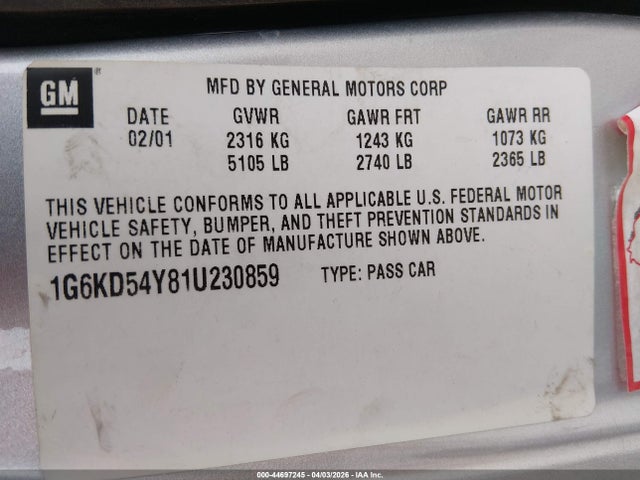 GM
MFD BY GENERAL MOTORS CORP
DATE GVWR GAWR FRT GAWR RR
02/01 2316 KG 1243 KG 1073 KG
5105 LB 2740 LB 2365 LB
THIS VEHICLE CONFORMS TO ALL APPLICABLE U.S. FEDERAL MOTOR
VEHICLE SAFETY, BUMPER, AND THEFT PREVENTION STANDARDS IN
EFFECT ON THE DATE OF MANUFACTURE SHOWN ABOVE.
1G6KD54Y81U230859 TYPE: PASS CAR
© - 44697245 - 04/03/2026 - IAA Inc.